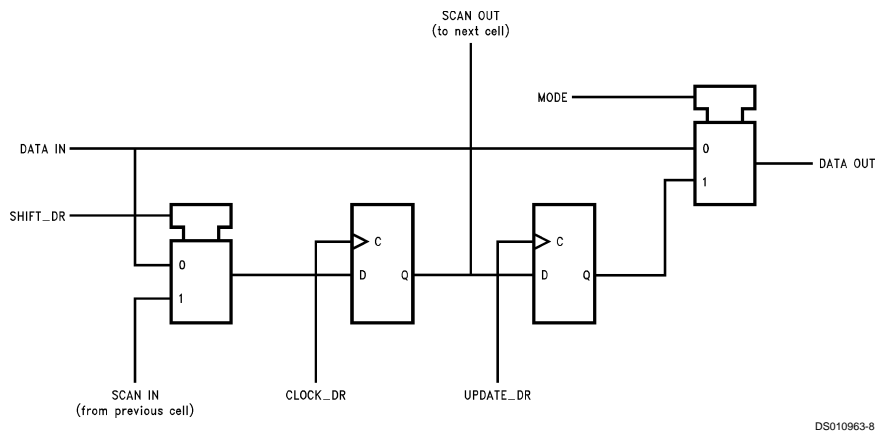 SCAN OUT
(to next cell)
MODE
DATA IN
0
DATA OUT
1
SHIFT_DR
C
C
0
D
Q
D
Q
1
SCAN IN
(from previous cell)
CLOCK_DR
UPDATE_DR
DS010963-8